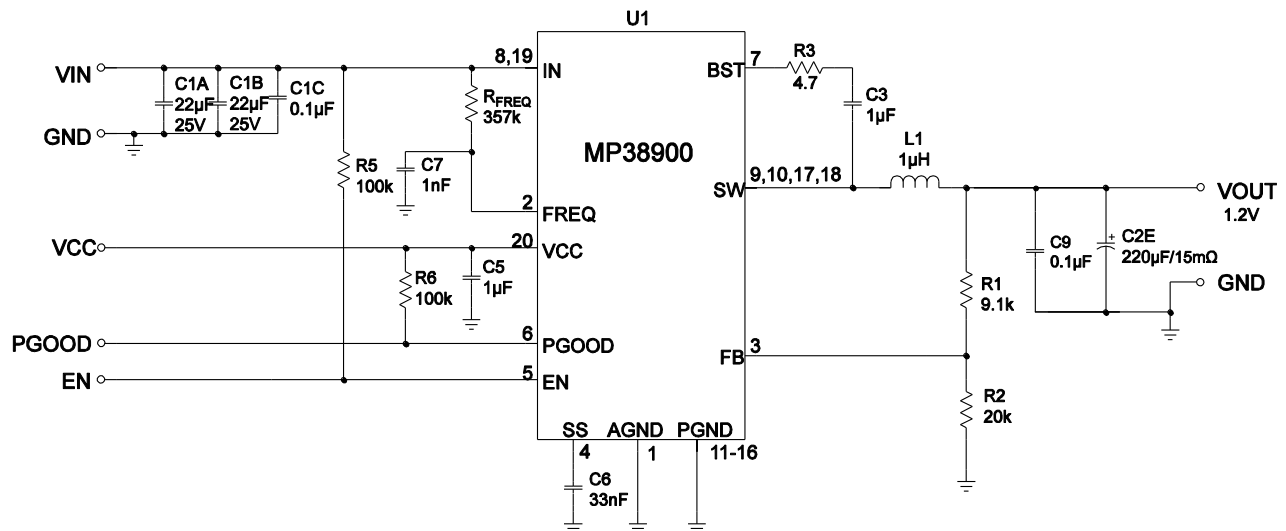 U1
VIN
C1A
22µF
25V
C1B
22µF
25V
C1C
0.1µF
GND
8,19
IN
RFREQ
357k
C7
1nF
R5
100k
2
FREQ
VCC
20
VCC
R6
100k
C5
1µF
PGOOD
6
PGOOD
EN
5
EN
MP38900
BST
7
R3
4.7
C3
1µF
SW
9,10,17,18
L1
1µH
VOUT
1.2V
C9
0.1µF
C2E
+
220µF/15mΩ
GND
R1
9.1k
FB
3
R2
20k
SS
4
AGND
1
PGND
11-16
C6
33nF